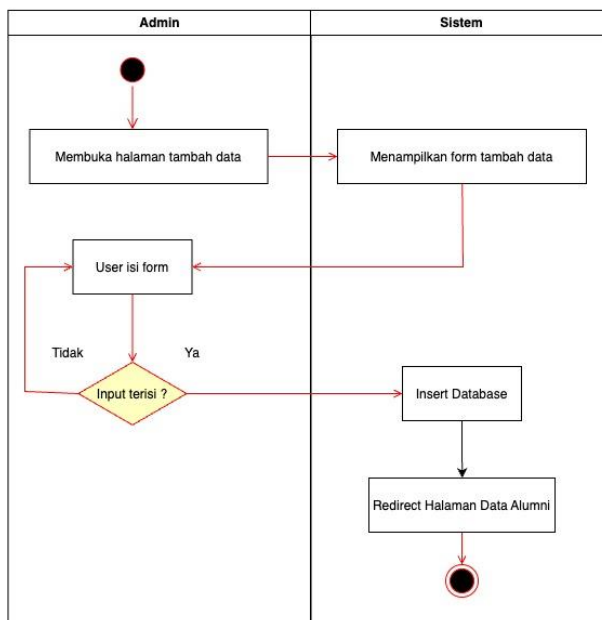 Admin
Sistem
Membuka halaman tambah data
Menampilkan form tambah data
User isi form
Tidak
Ya
Input terisi ?
Insert Database
Redirect Halaman Data Alumni